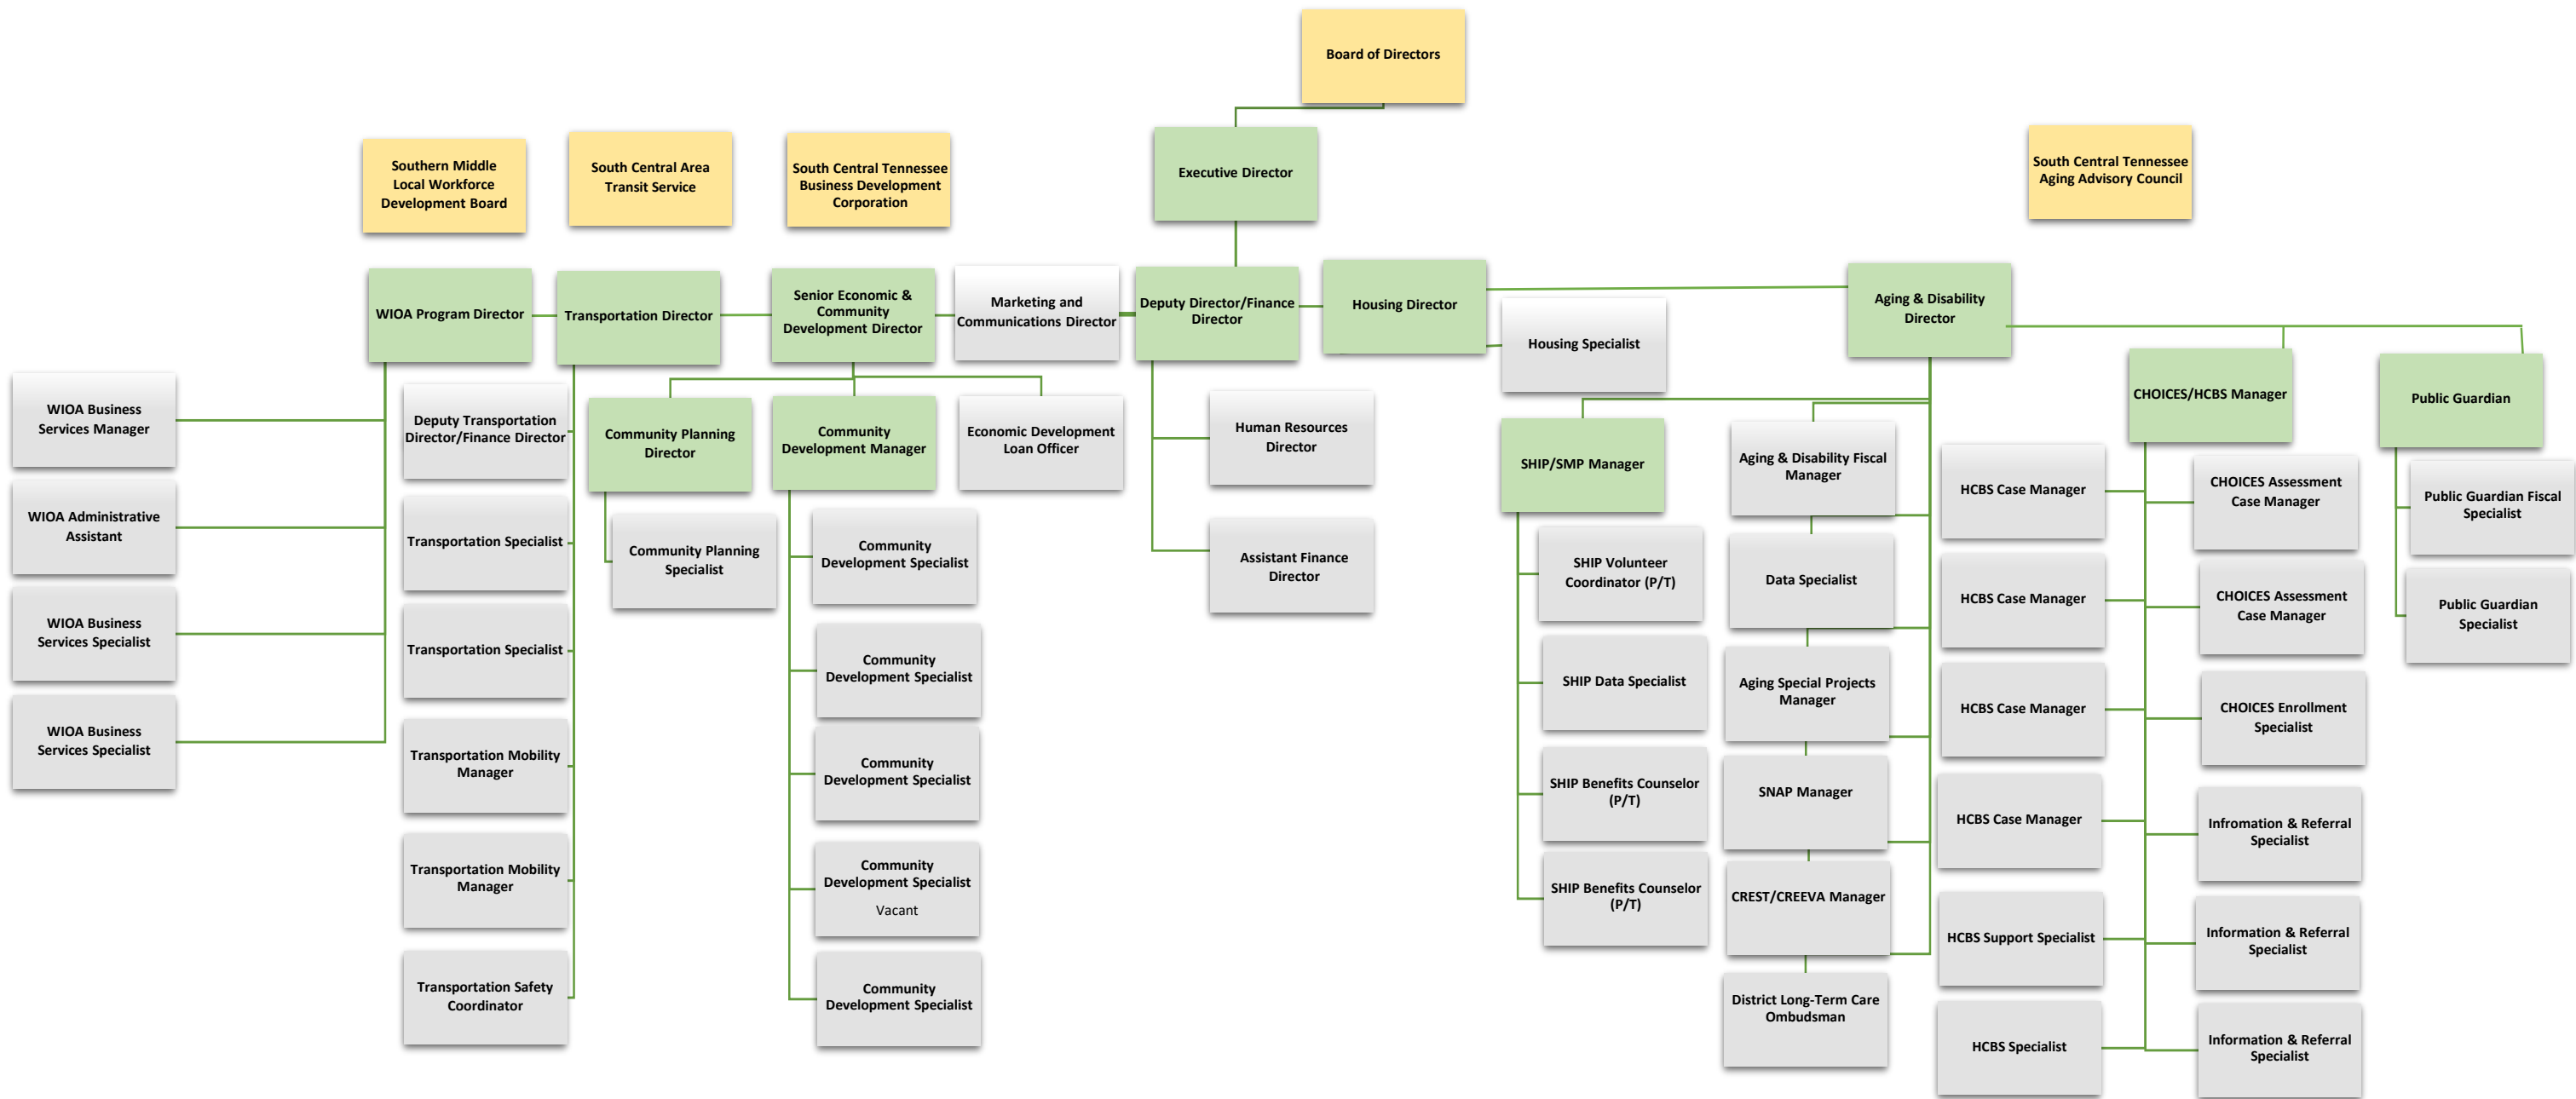 Board of Directors
Southern Middle
Local Workforce
Development Board
South Central Area
Transit Service
South Central Tennessee
Business Development
Corporation
Executive Director
South Central Tennessee
Aging Advisory Council
WIOA Program Director
Transportation Director
Senior Economic &
Community
Development Director
Marketing and
Communications Director
Deputy Director/Finance
Director
Housing Director
Housing Specialist
Aging & Disability
Director
CHOICES/HCBS Manager
Public Guardian
WIOA Business
Services Manager
WIOA Administrative
Assistant
WIOA Business
Services Specialist
WIOA Business
Services Specialist
Deputy Transportation
Director/Finance Director
Transportation Specialist
Transportation Specialist
Transportation Mobility
Manager
Transportation Mobility
Manager
Transportation Safety
Coordinator
Community Planning
Director
Community Planning
Specialist
Community
Development Manager
Community
Development Specialist
Community
Development Specialist
Community
Development Specialist
Community
Development Specialist
Vacant
Community
Development Specialist
Economic Development
Loan Officer
Human Resources
Director
Assistant Finance
Director
SHIP/SMP Manager
SHIP Volunteer
Coordinator (P/T)
SHIP Data Specialist
SHIP Benefits Counselor
(P/T)
SHIP Benefits Counselor
(P/T)
Aging & Disability Fiscal
Manager
Data Specialist
Aging Special Projects
Manager
SNAP Manager
CREST/CREEVA Manager
District Long-Term Care
Ombudsman
HCBS Case Manager
HCBS Case Manager
HCBS Case Manager
HCBS Case Manager
HCBS Support Specialist
HCBS Specialist
CHOICES Assessment
Case Manager
CHOICES Assessment
Case Manager
CHOICES Enrollment
Specialist
Infromation & Referral
Specialist
Information & Referral
Specialist
Information & Referral
Specialist
Public Guardian Fiscal
Specialist
Public Guardian
Specialist